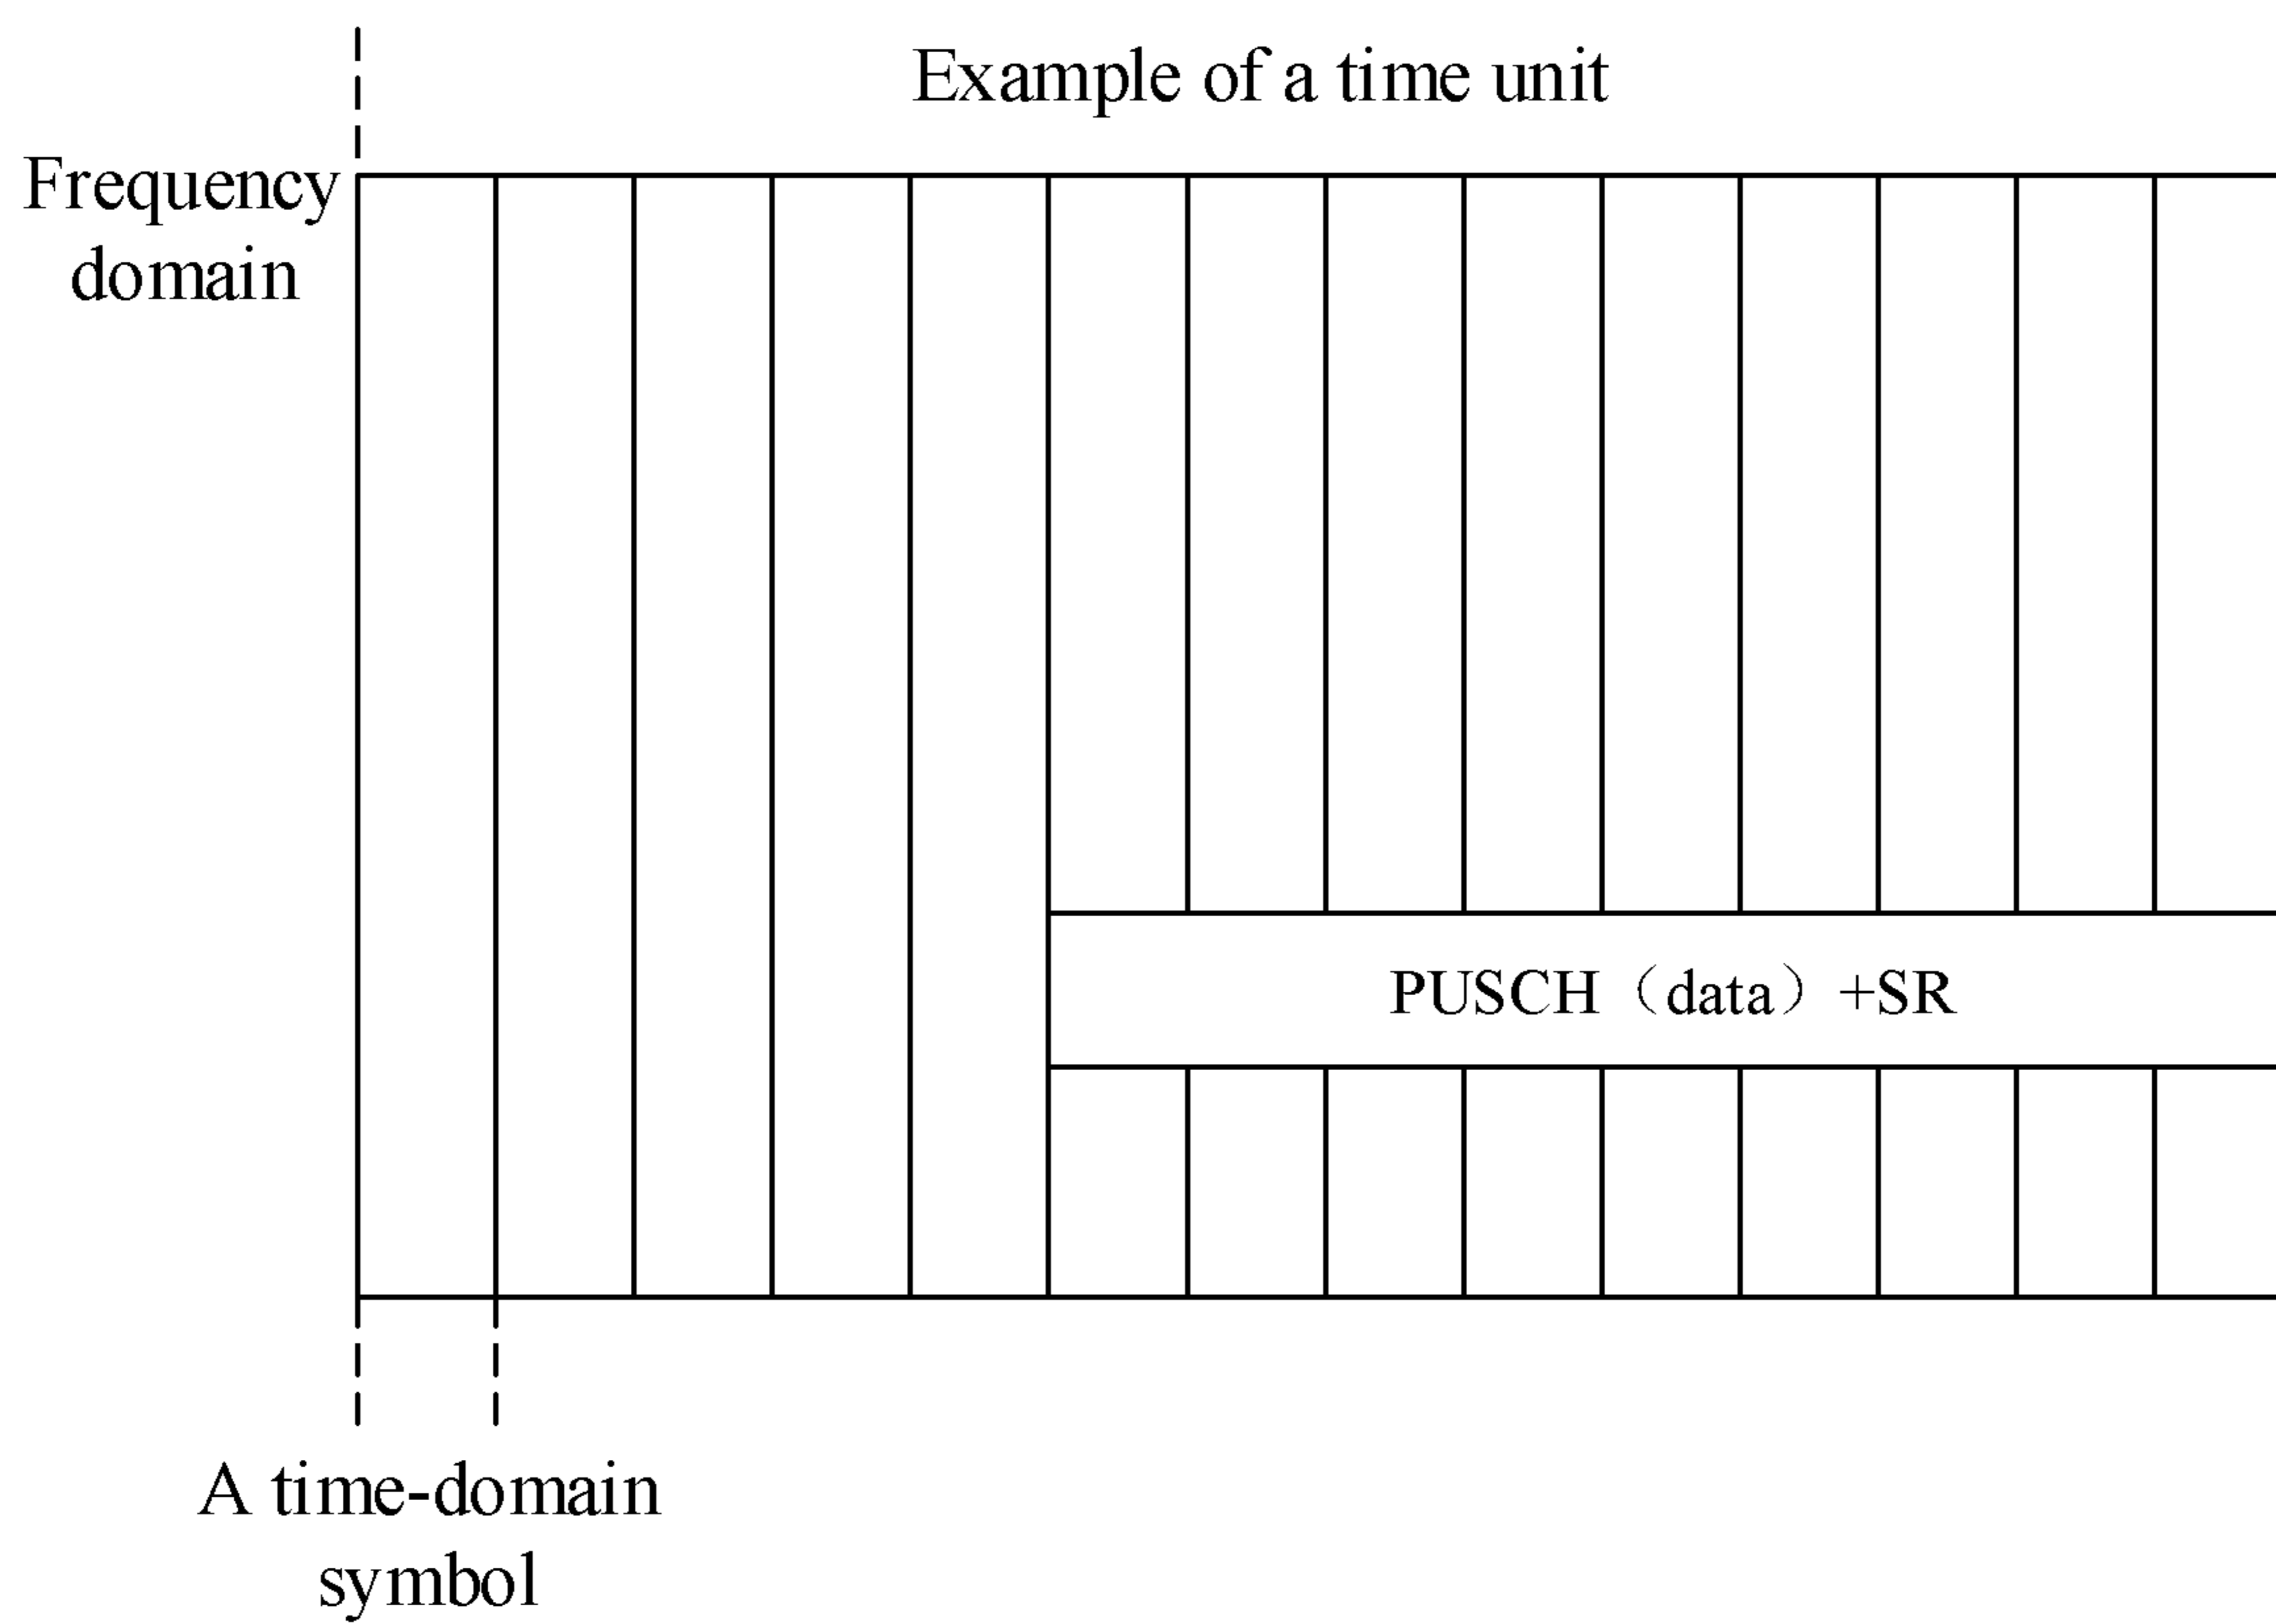 Example of a time unit
Frequency
domain
PUSCH（data）+SR
A time-domain
symbol